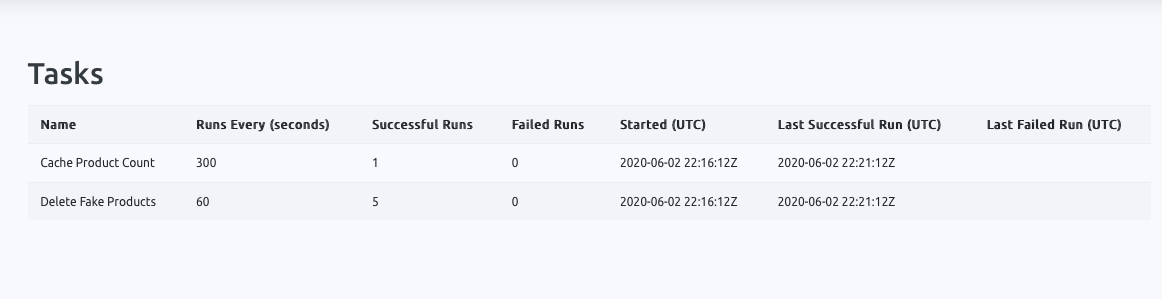 Tasks
Name Runs Every (seconds) Successful Runs Failed Runs Started (UTC) Last Successful Run (UTC) Last Failed Run (UTC)
Cache Product Count 300 1 0 2020-06-02 22:16:12Z 2020-06-02 22:21:12Z
Delete Fake Products 60 5 0 2020-06-02 22:16:12Z 2020-06-02 22:21:12Z